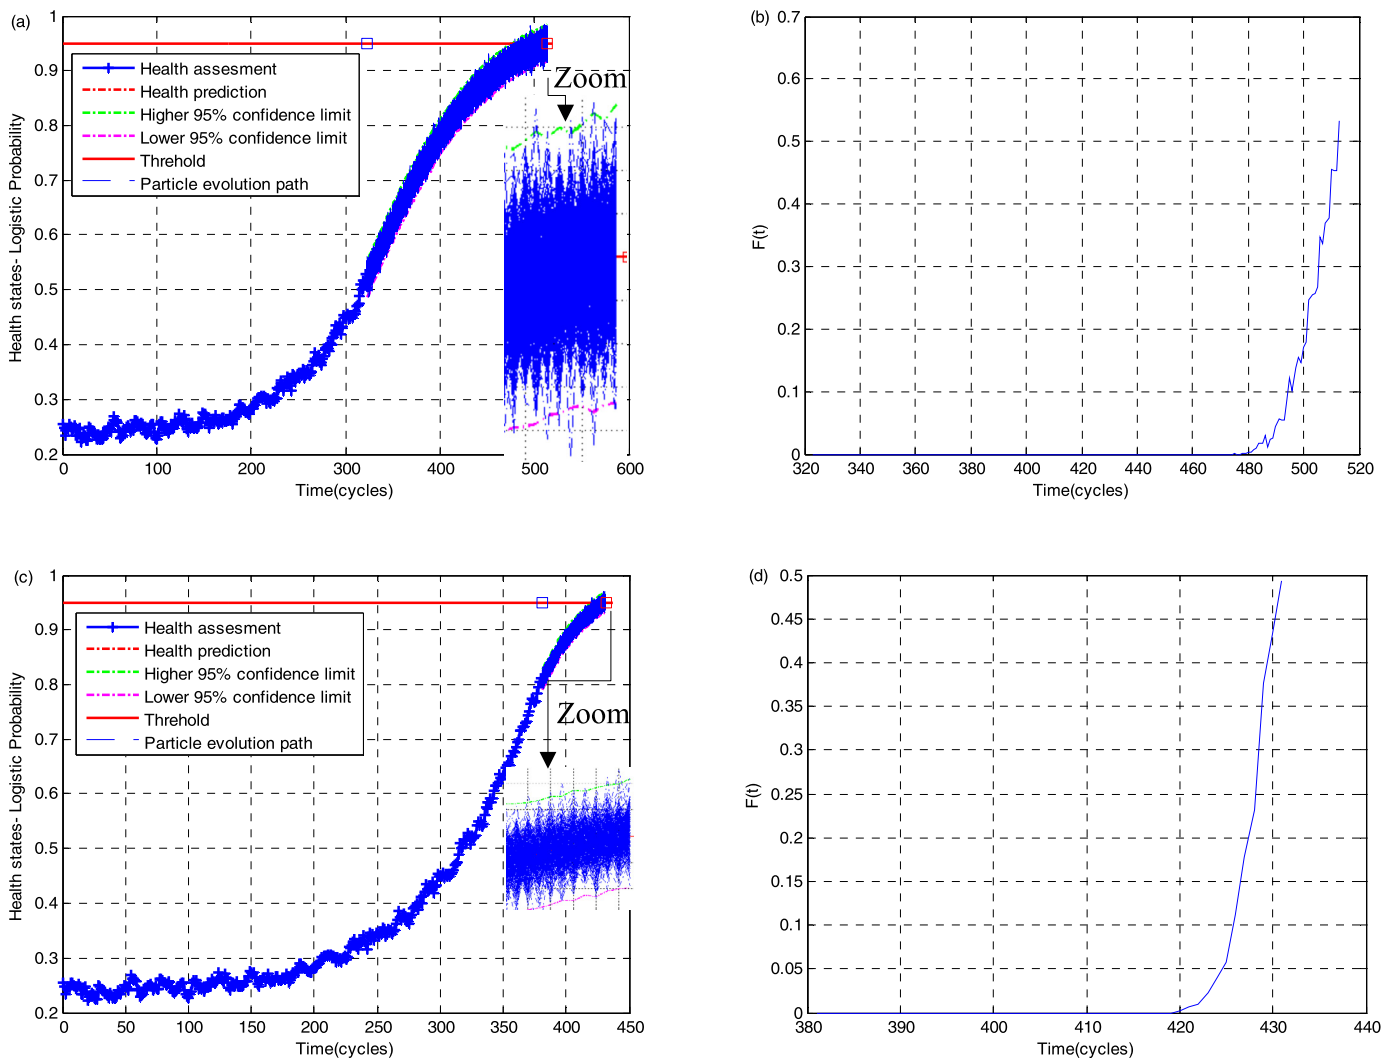 (a)
Health states- Logistic Probability
1
0.9
0.8
0.7
0.6
0.5
0.4
0.3
0.2
Health assesment
Health prediction
Higher 95% confidence limit
Lower 95% confidence limit
Threhold
Particle evolution path
Zoom
0 100 200 300 400 500 600
Time(cycles)
(b)
F(t)
0.7
0.6
0.5
0.4
0.3
0.2
0.1
0
320 340 360 380 400 420 440 460 480 500 520
Time(cycles)
(c)
Health states- Logistic Probability
1
0.9
0.8
0.7
0.6
0.5
0.4
0.3
0.2
Health assesment
Health prediction
Higher 95% confidence limit
Lower 95% confidence limit
Threhold
Particle evolution path
Zoom
0 50 100 150 200 250 300 350 400 450
Time(cycles)
(d)
F(t)
0.5
0.45
0.4
0.35
0.3
0.25
0.2
0.15
0.1
0.05
0
380 390 400 410 420 430 440
Time(cycles)